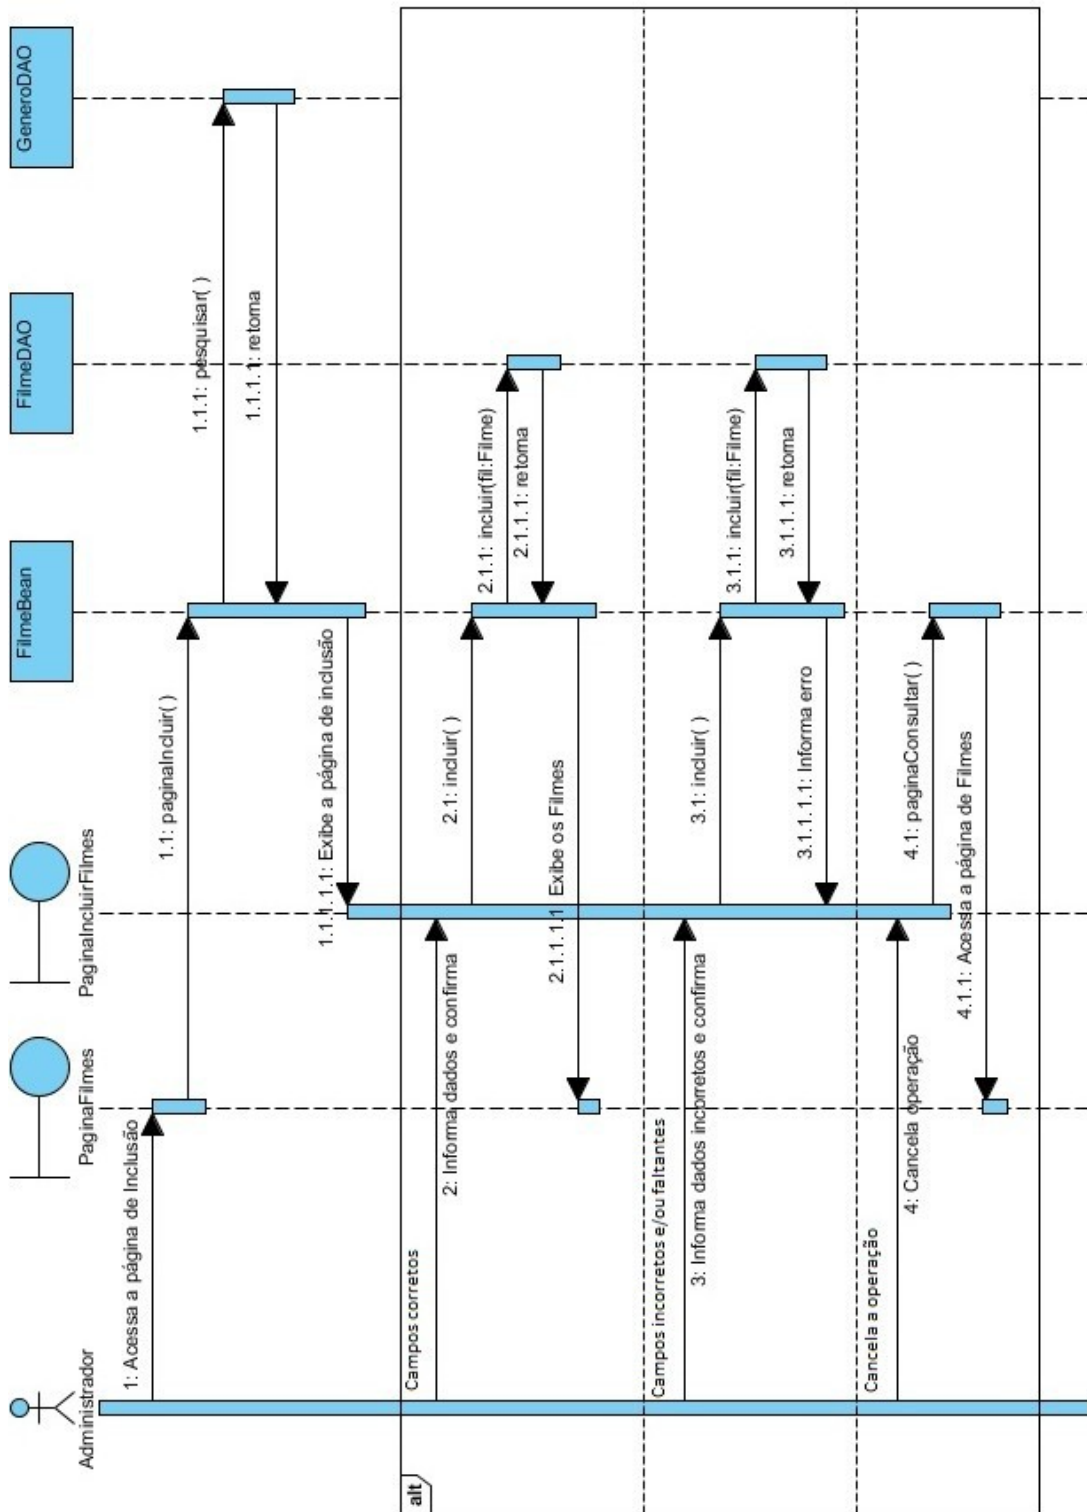 Administrador
PaginaFilmes
PaginaIncluirFilmes
FilmeBean
FilmeDAO
GeneroDAO
1: Acessa a página de Inclusão
1.1: paginaIncluir( )
1.1.1: pesquisar( )
1.1.1.1: retorna
1.1.1.1.1: Exibe a página de inclusão
alt
Campos corretos
2: Informa dados e confirma
2.1: incluir( )
2.1.1: incluir(fil:Filme)
2.1.1.1: retorna
2.1.1.1.1: Exibe os Filmes
Campos incorretos e/ou faltantes
3: Informa dados incorretos e confirma
3.1: incluir( )
3.1.1: incluir(fil:Filme)
3.1.1.1: retorna
3.1.1.1.1: Informa erro
Cancela a operação
4: Cancela operação
4.1: paginaConsultar( )
4.1.1: Acessa a página de Filmes